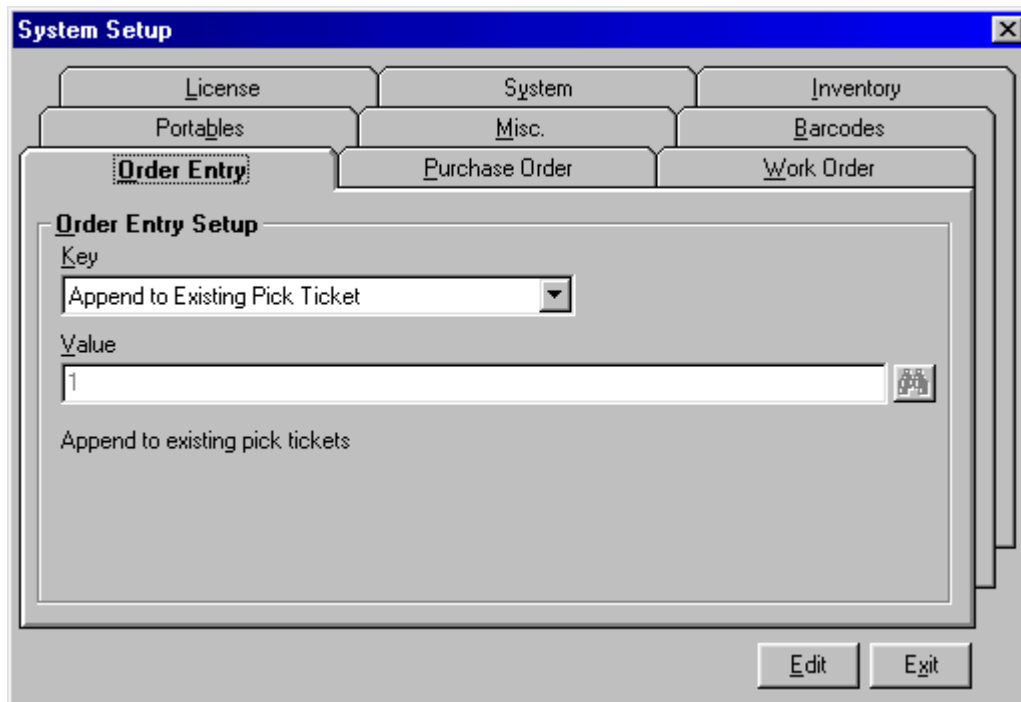 System Setup
License System Inventory
Portables Misc. Barcodes
Order Entry Purchase Order Work Order
Order Entry Setup
Key
Append to Existing Pick Ticket
Value
1
Append to existing pick tickets
Edit Exit